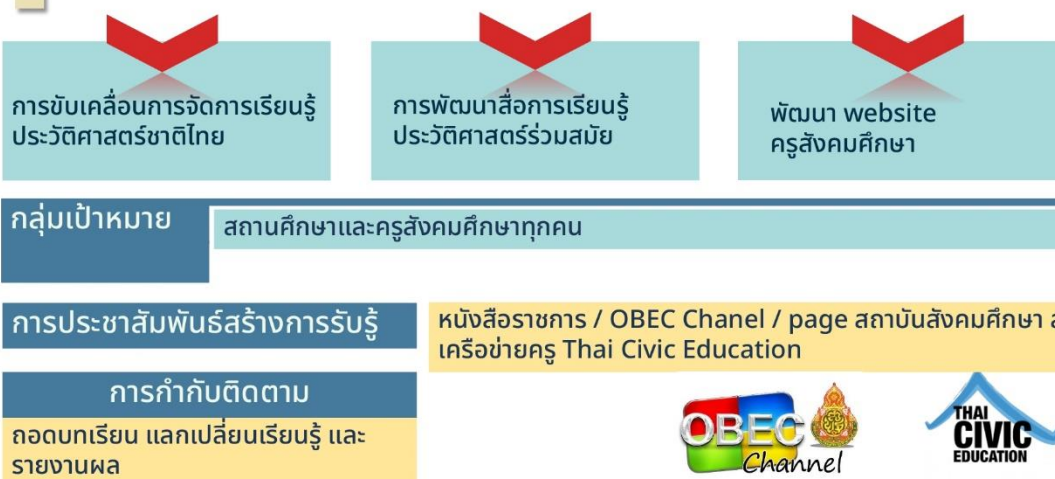 การขับเคลื่อนการจัดการเรียนรู้
ประวัติศาสตร์ชาติไทย
การพัฒนาสื่อการเรียนรู้
ประวัติศาสตร์ร่วมสมัย
พัฒนา website
ครูสังคมศึกษา
กลุ่มเป้าหมาย
สถานศึกษาและครูสังคมศึกษาทุกคน
การประชาสัมพันธ์สร้างการรับรู้
หนังสือราชการ / OBEC Chanel / page สถาบันสังคมศึกษา
เครือข่ายครู Thai Civic Education
การกำกับติดตาม
ถอดบทเรียน แลกเปลี่ยนเรียนรู้ และ
รายงานผล
OBEC
Channel
THAI
CIVIC
EDUCATION